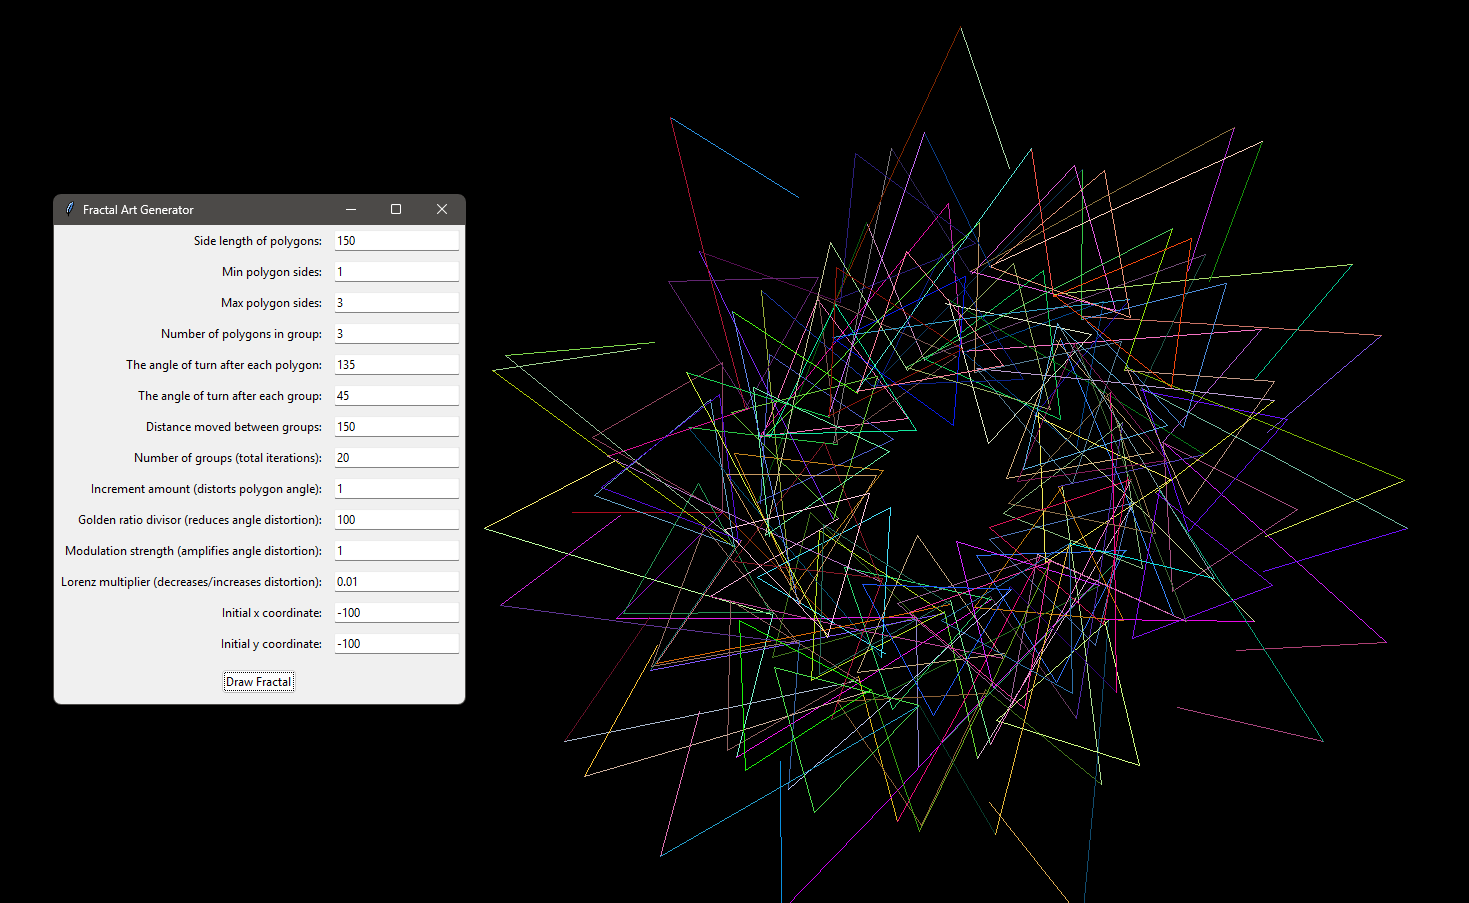 Fractal Art Generator
Side length of polygons: 150
Min polygon sides: 1
Max polygon sides: 3
Number of polygons in group: 3
The angle of turn after each polygon: 135
The angle of turn after each group: 45
Distance moved between groups: 150
Number of groups (total iterations): 20
Increment amount (distorts polygon angle): 1
Golden ratio divisor (reduces angle distortion): 100
Modulation strength (amplifies angle distortion): 1
Lorenz multiplier (decreases/increases distortion): 0.01
Initial x coordinate: -100
Initial y coordinate: -100
Draw Fractal